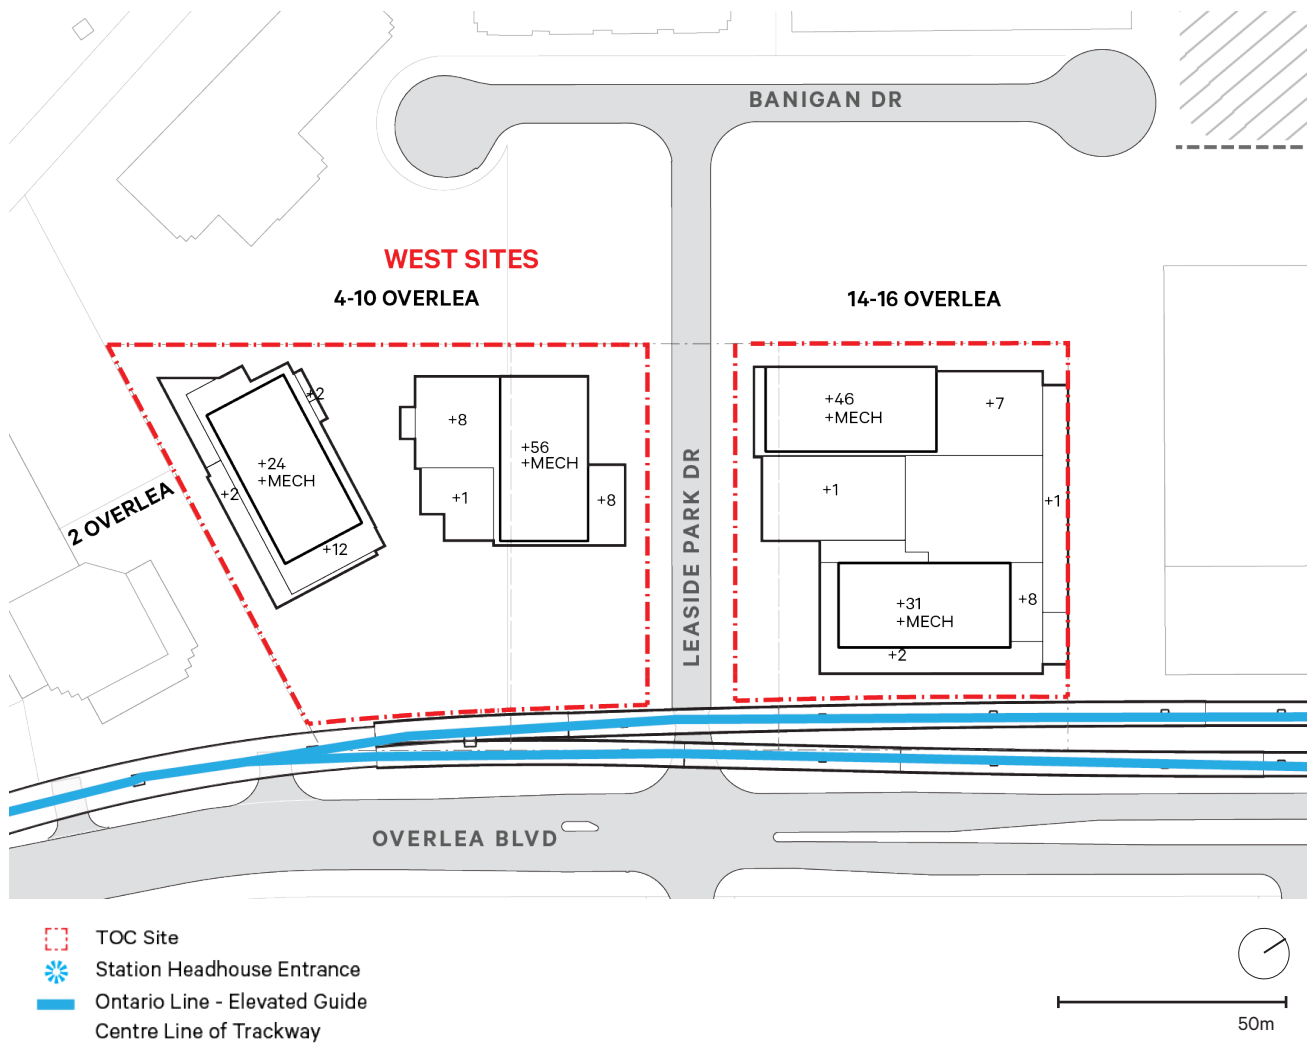 BANIGAN DR
WEST SITES
4-10 OVERLEA
14-16 OVERLEA
+2
+24
+MECH
+2
+12
2 OVERLEA
+8
+56
+MECH
+1
+8
LEASIDE PARK DR
+46
+MECH
+7
+1
+1
+31
+MECH
+8
+2
OVERLEA BLVD
TOC Site
Station Headhouse Entrance
Ontario Line - Elevated Guide
Centre Line of Trackway
50m